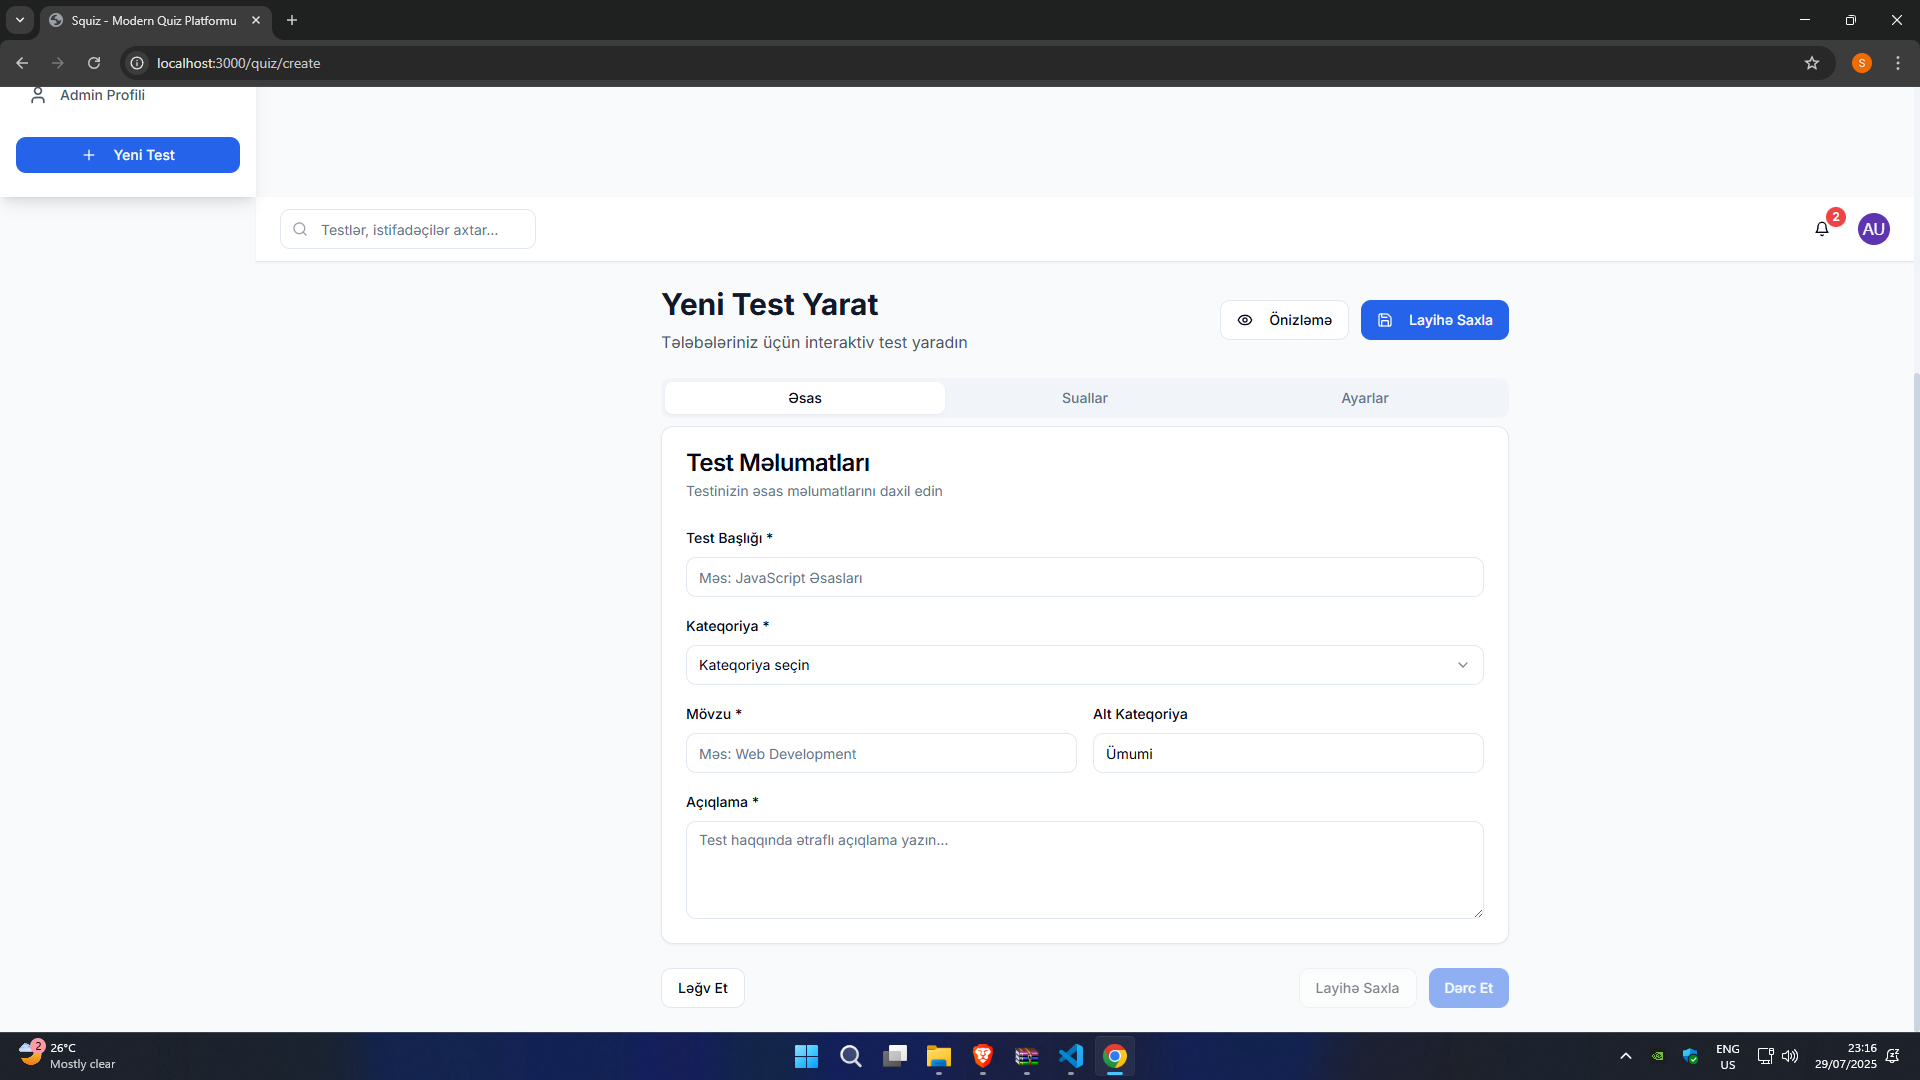 Squiz - Modern Quiz Platformu
localhost:3000/quiz/create
S
Admin Profili
Yeni Test
Testlər, istifadəçilər axtar...
2
AU
Yeni Test Yarat
Tələbələriniz üçün interaktiv test yaradın
Önizləmə
Layihə Saxla
Əsas
Suallar
Ayarlar
Test Məlumatları
Testinizin əsas məlumatlarını daxil edin
Test Başlığı *
Məs: JavaScript Əsasları
Kateqoriya *
Kateqoriya seçin
Mövzu *
Alt Kateqoriya
Məs: Web Development
Ümumi
Açıqlama *
Test haqqında ətraflı açıqlama yazın...
Ləğv Et
Layihə Saxla
Dərc Et
2
26°C
Mostly clear
ENG
US
23:16
29/07/2025